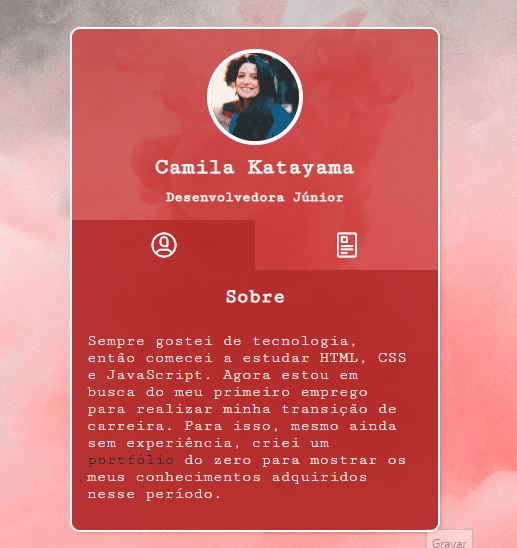 Camila Katayama
Desenvolvedora Júnior
Sobre
Sempre gostei de tecnologia,
então comecei a estudar HTML, CSS
e JavaScript. Agora estou em
busca do meu primeiro emprego
para realizar minha transição de
carreira. Para isso, mesmo ainda
sem experiência, criei um
portfólio do zero para mostrar os
meus conhecimentos adquiridos
nesse período.
Gravar